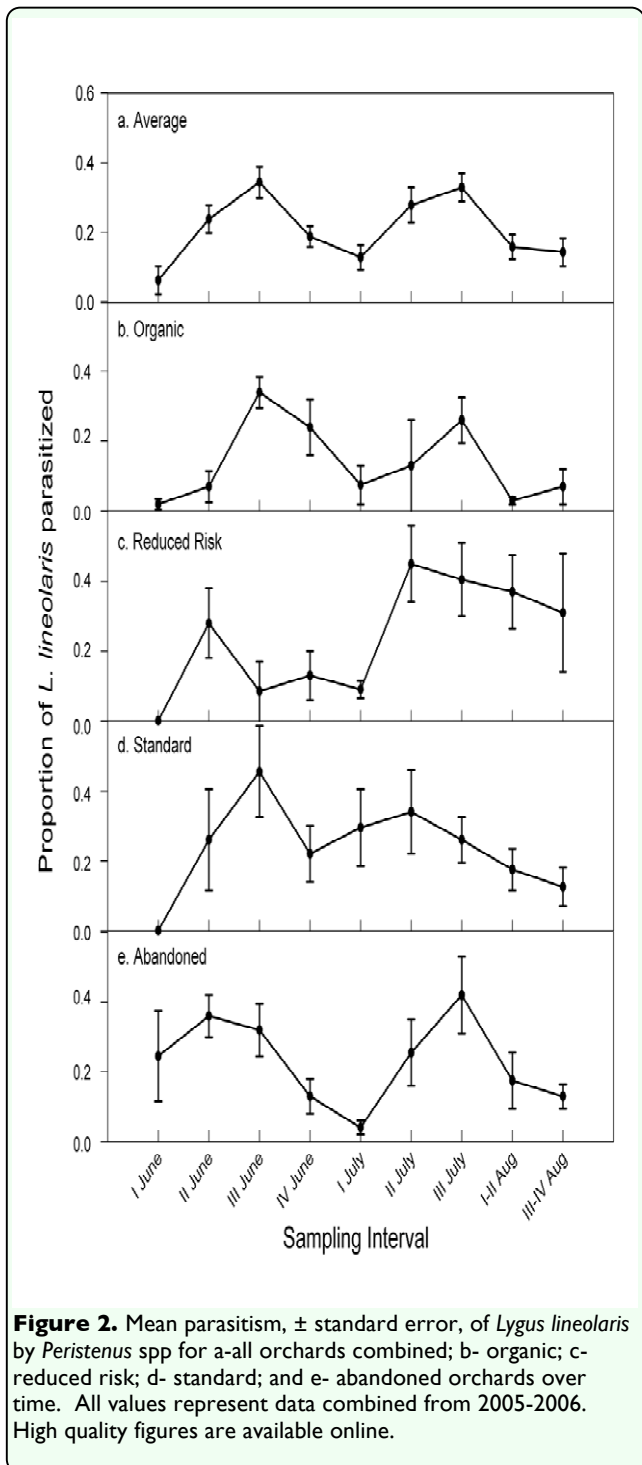 0.6
a. Average
0.4
0.2
0.0
b. Organic
0.4
0.2
0.0
c. Reduced Risk
0.4
0.2
0.0
d. Standard
0.4
0.2
0.0
e. Abandoned
0.4
0.2
0.0
Proportion of L. lineolaris parasitized
I June
II June
III June
IV June
I July
II July
III July
I-II Aug
III-IV Aug
Sampling Interval
Figure 2. Mean parasitism, ± standard error, of Lygus lineolaris
by Peristenus spp for a-all orchards combined; b- organic; c-
reduced risk; d- standard; and e- abandoned orchards over
time. All values represent data combined from 2005-2006.
High quality figures are available online.